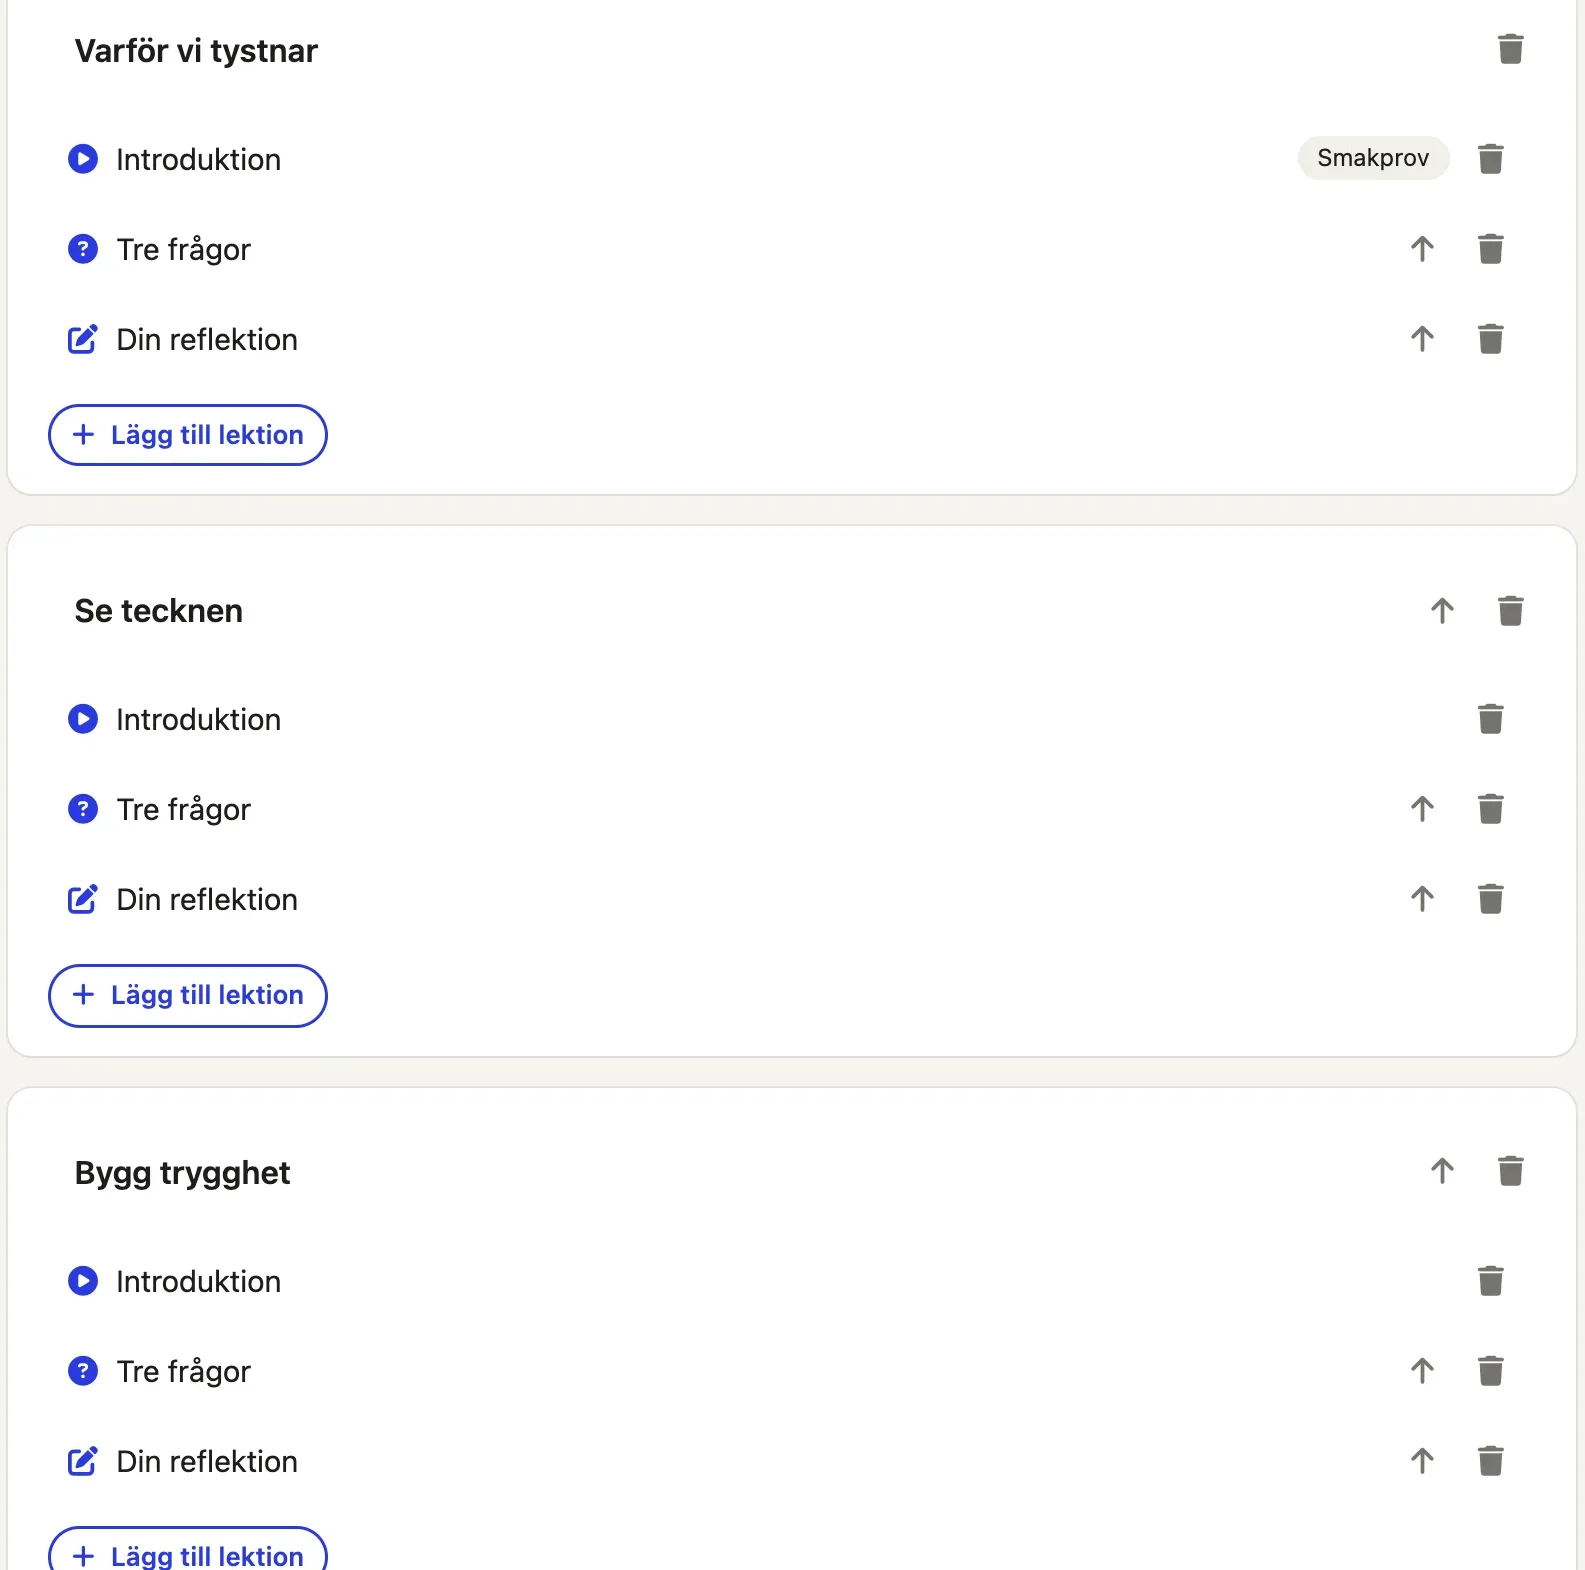 Varför vi tystnar
Introduktion
Smakprov
Tre frågor
Din reflektion
+ Lägg till lektion
Se tecknen
Introduktion
Tre frågor
Din reflektion
+ Lägg till lektion
Bygg trygghet
Introduktion
Tre frågor
Din reflektion
+ Lägg till lektion